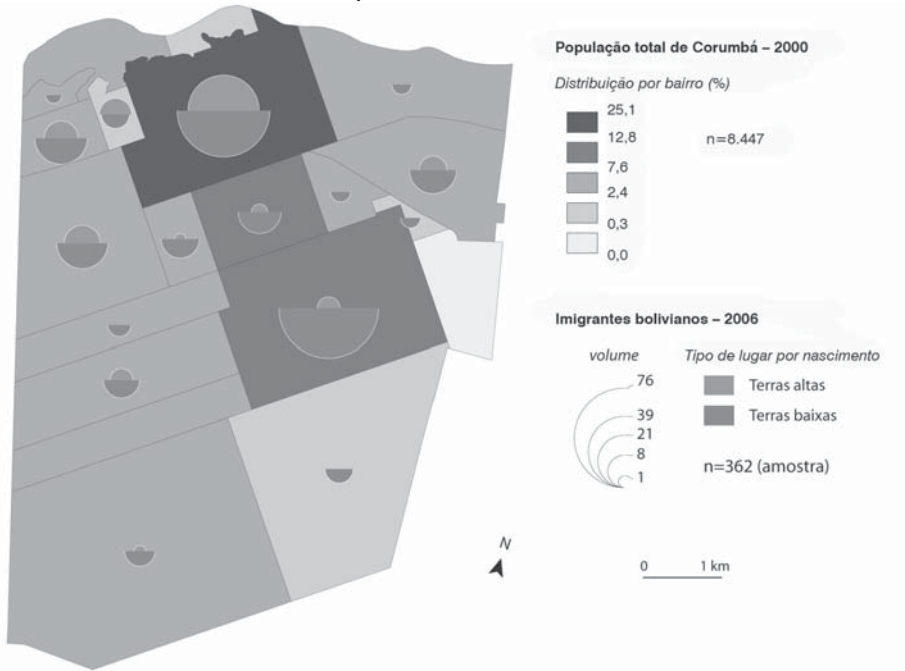 População total de Corumbá – 2000
Distribuição por bairro (%)
25,1
12,8
7,6
2,4
0,3
0,0
n=8.447
Imigrantes bolivianos – 2006
volume
Tipo de lugar por nascimento
76
39
21
8
1
Terras altas
Terras baixas
n=362 (amostra)
N
0 1 km